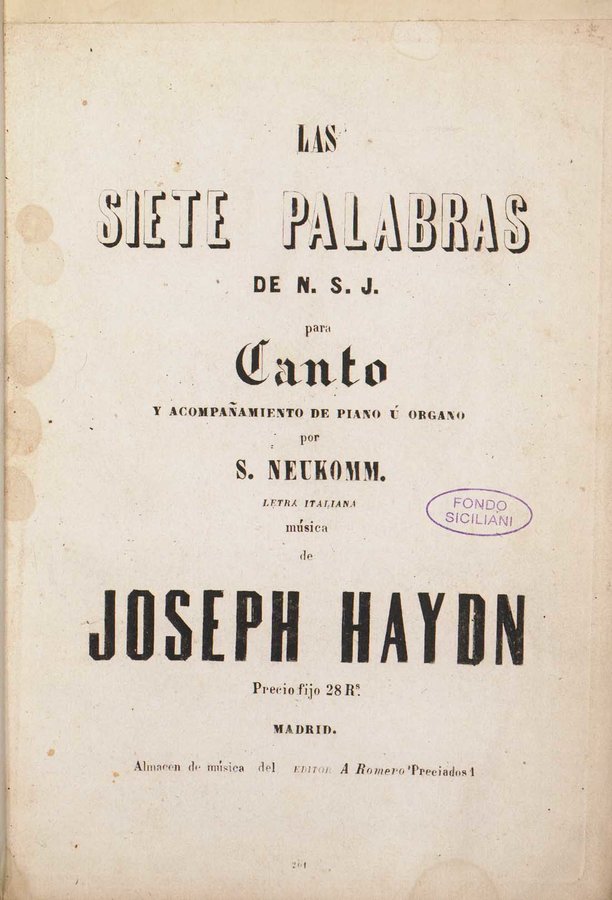 LAS
SIETE PALABRAS
DE N. S. J.
para
Canto
Y ACOMPAÑAMIENTO DE PIANO Ú ORGANO
por
S. NEUKOMM.
LETRA ITALIANA
FONDO
SICILIANI
música
de
JOSEPH HAYDN
Precio fijo 28 Rs.
MADRID.
Almacen de música del EDITOR A Romero Preciados 1
261